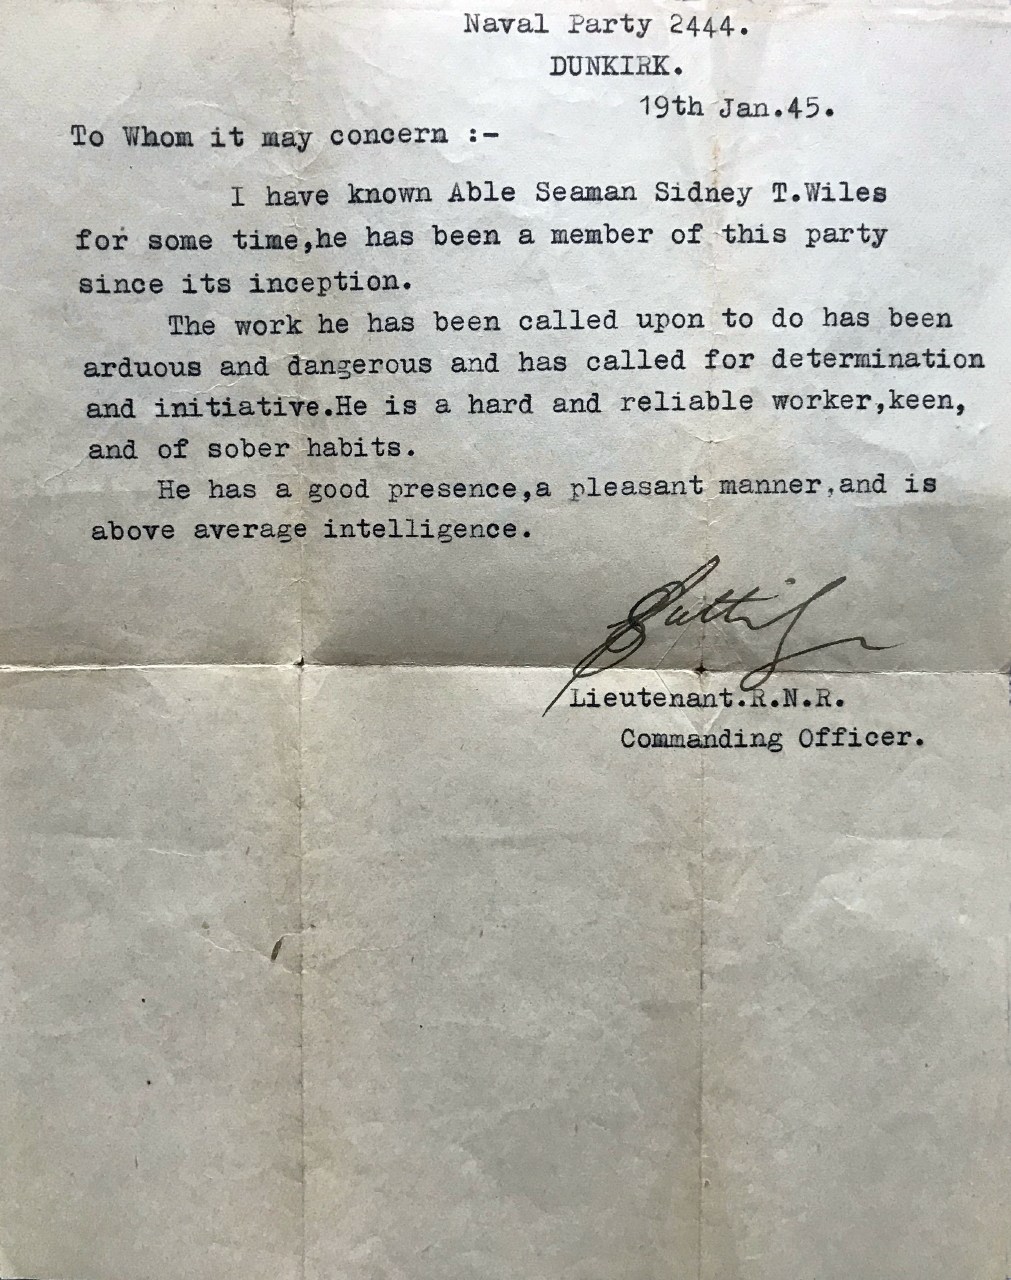 Naval Party 2444.
DUNKIRK.
19th Jan.45.
To Whom it may concern :-
I have known Able Seaman Sidney T.Wiles
for some time,he has been a member of this party
since its inception.
The work he has been called upon to do has been
arduous and dangerous and has called for determination
and initiative.He is a hard and reliable worker,keen,
and of sober habits.
He has a good presence,a pleasant manner,and is
above average intelligence.
Lieutenant.R.N.R.
Commanding Officer.